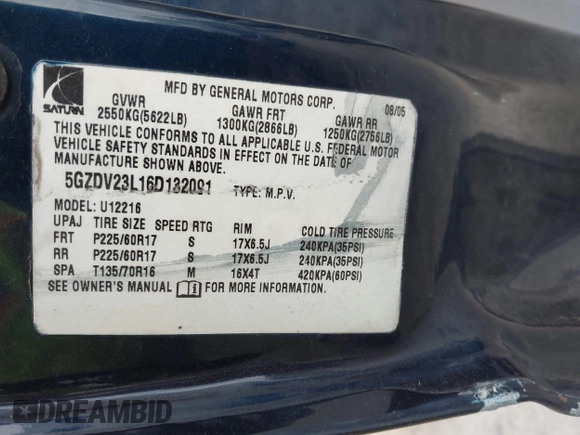 SATURN
MFD BY GENERAL MOTORS CORP. 08/05
GVWR GAWR FRT GAWR RR
2550KG(5622LB) 1300KG(2866LB) 1250KG(2756LB)
THIS VEHICLE CONFORMS TO ALL APPLICABLE U.S. FEDERAL MOTOR
VEHICLE SAFETY STANDARDS IN EFFECT ON THE DATE OF
MANUFACTURE SHOWN ABOVE.
5GZDV23L16D132091 TYPE: M.P.V.
MODEL: U12216
UPAJ TIRE SIZE SPEED RTG RIM COLD TIRE PRESSURE
FRT P225/60R17 S 17X6.5J 240KPA(35PSI)
RR P225/60R17 S 17X6.5J 240KPA(35PSI)
SPA T135/70R16 M 16X4T 420KPA(60PSI)
SEE OWNER'S MANUAL FOR MORE INFORMATION.
DREAMBID